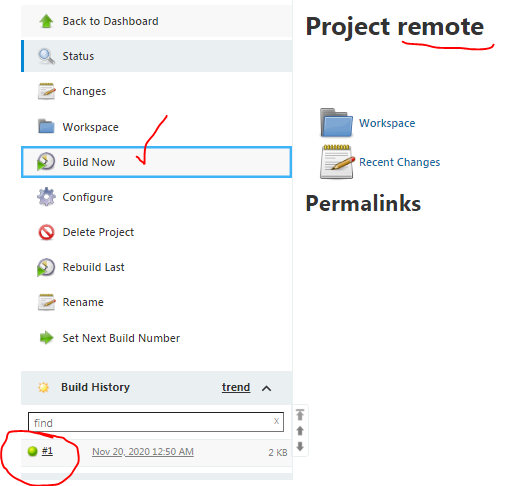 Back to Dashboard
Project remote
Status
Changes
Workspace
Build Now
Configure
Delete Project
Rebuild Last
Rename
Set Next Build Number
Workspace
Recent Changes
Permalinks
Build History trend
find x
#1 Nov 20, 2020 12:50 AM 2 KB